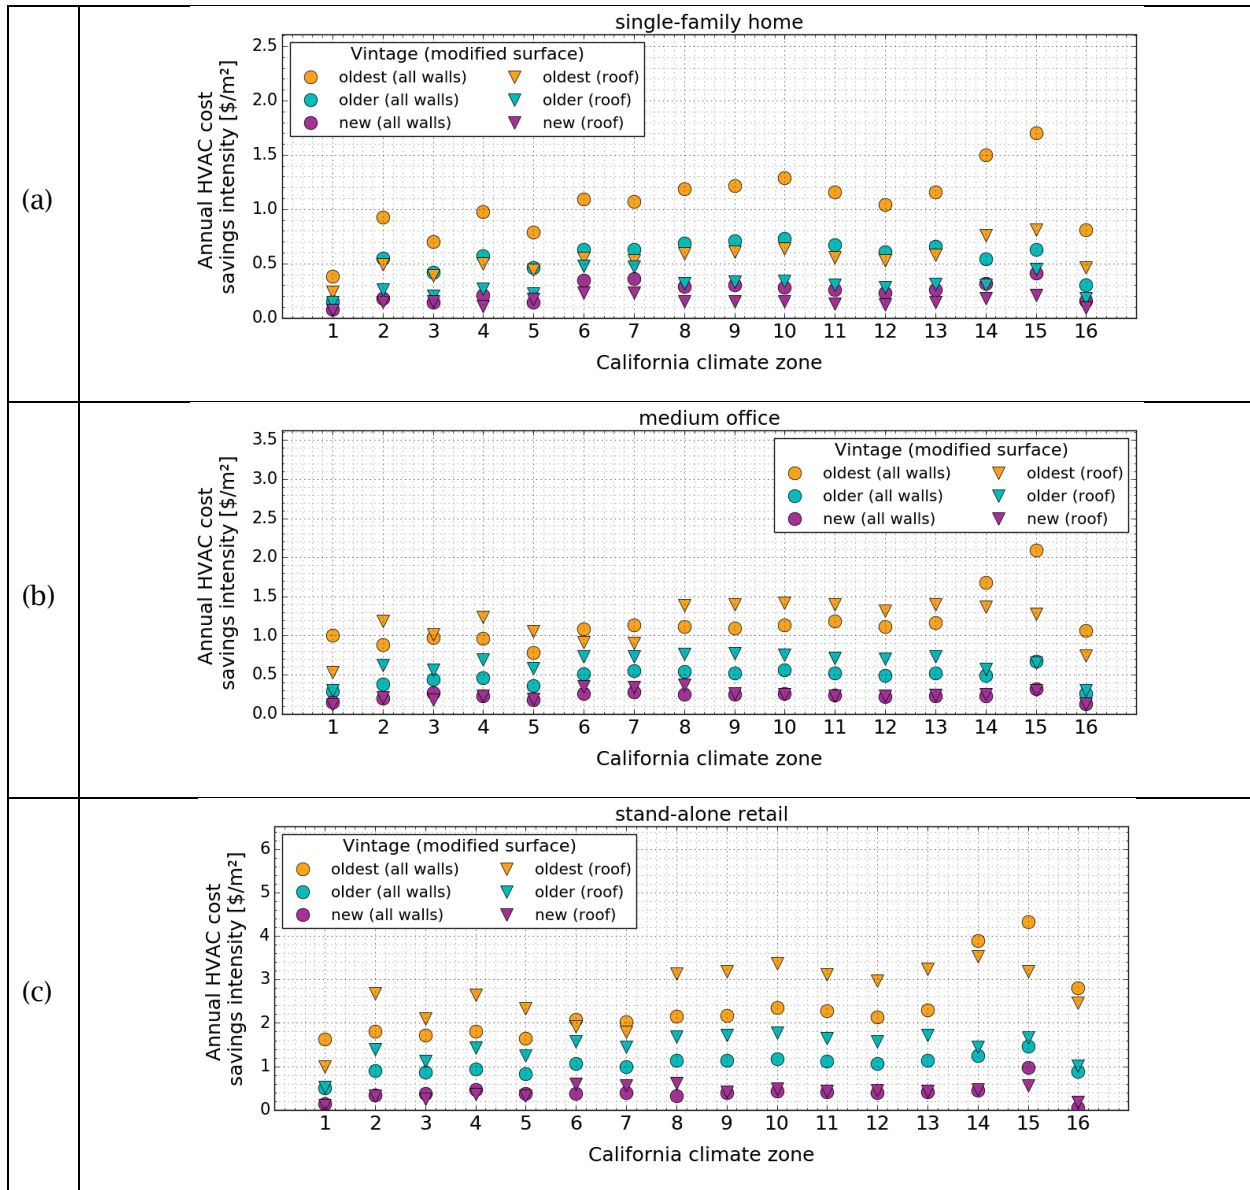 (a)
single-family home
Annual HVAC cost
savings intensity [$/m²]
2.5
2.0
1.5
1.0
0.5
0.0
Vintage (modified surface)
oldest (all walls) oldest (roof)
older (all walls) older (roof)
new (all walls) new (roof)
1 2 3 4 5 6 7 8 9 10 11 12 13 14 15 16
California climate zone
(b)
medium office
Annual HVAC cost
savings intensity [$/m²]
3.5
3.0
2.5
2.0
1.5
1.0
0.5
0.0
Vintage (modified surface)
oldest (all walls) oldest (roof)
older (all walls) older (roof)
new (all walls) new (roof)
1 2 3 4 5 6 7 8 9 10 11 12 13 14 15 16
California climate zone
(c)
stand-alone retail
Annual HVAC cost
savings intensity [$/m²]
6
5
4
3
2
1
0
Vintage (modified surface)
oldest (all walls) oldest (roof)
older (all walls) older (roof)
new (all walls) new (roof)
1 2 3 4 5 6 7 8 9 10 11 12 13 14 15 16
California climate zone